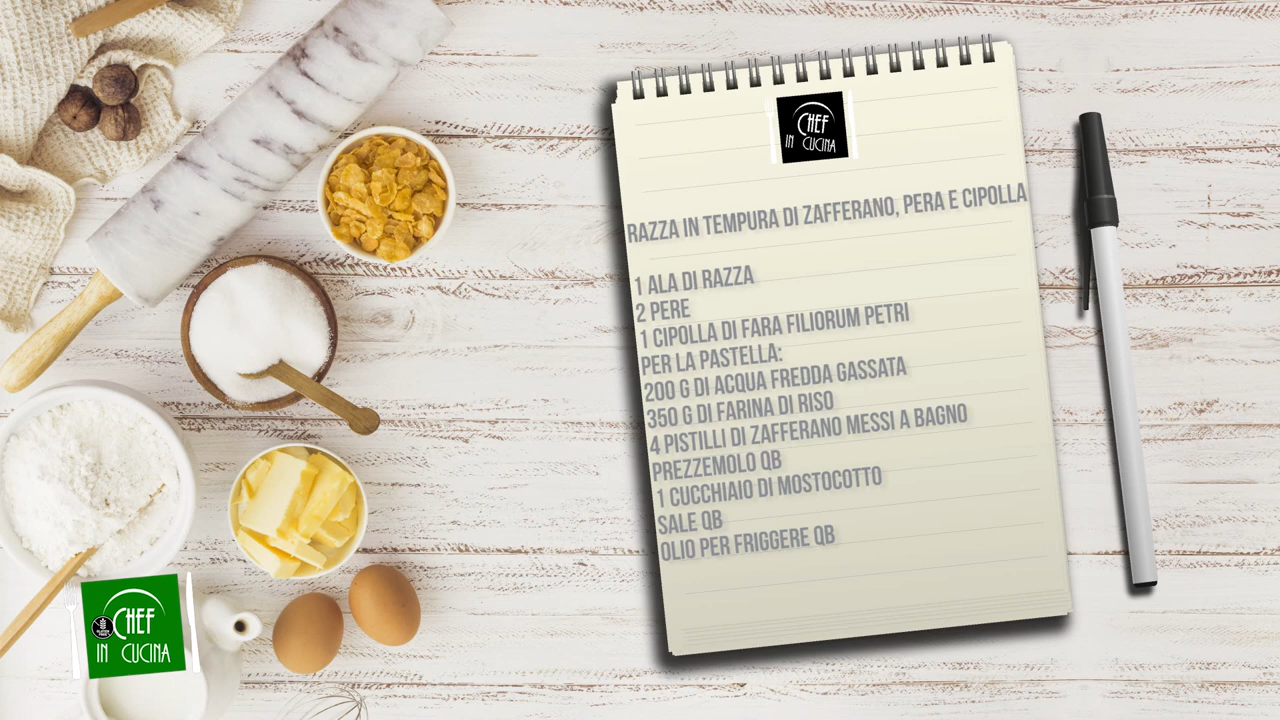 CHEF
IN CUCINA
RAZZA IN TEMPURA DI ZAFFERANO, PERA E CIPOLLA
1 ALA DI RAZZA
2 PERE
1 CIPOLLA DI FARA FILIORUM PETRI
PER LA PASTELLA:
200 G DI ACQUA FREDDA GASSATA
350 G DI FARINA DI RISO
4 PISTILLI DI ZAFFERANO MESSI A BAGNO
PREZZEMOLO QB
1 CUCCHIAIO DI MOSTOCOTTO
SALE QB
OLIO PER FRIGGERE QB
CHEF
IN CUCINA